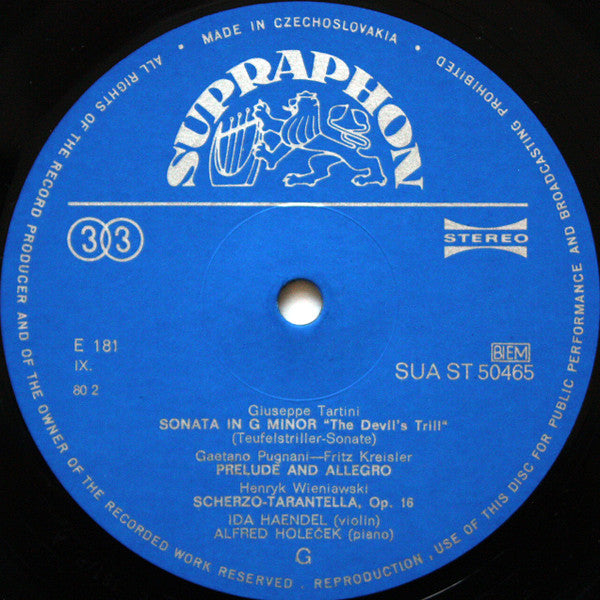 ALL RIGHTS OF THE RECORD PRODUCER AND OF THE OWNER OF THE RECORDED WORK RESERVED . REPRODUCTION , USE OF THIS DISC FOR PUBLIC PERFORMANCE AND BROADCASTING PROHIBITED
• MADE IN CZECHOSLOVAKIA •
SUPRAPHON
33
STEREO
E 181
IX.
80 2
BIEM
SUA ST 50465
Giuseppe Tartini
SONATA IN G MINOR "The Devil's Trill"
(Teufelstriller-Sonate)
Gaetano Pugnani—Fritz Kreisler
PRELUDE AND ALLEGRO
Henryk Wieniawski
SCHERZO-TARANTELLA, Op. 16
IDA HAENDEL (violin)
ALFRED HOLEČEK (piano)
G